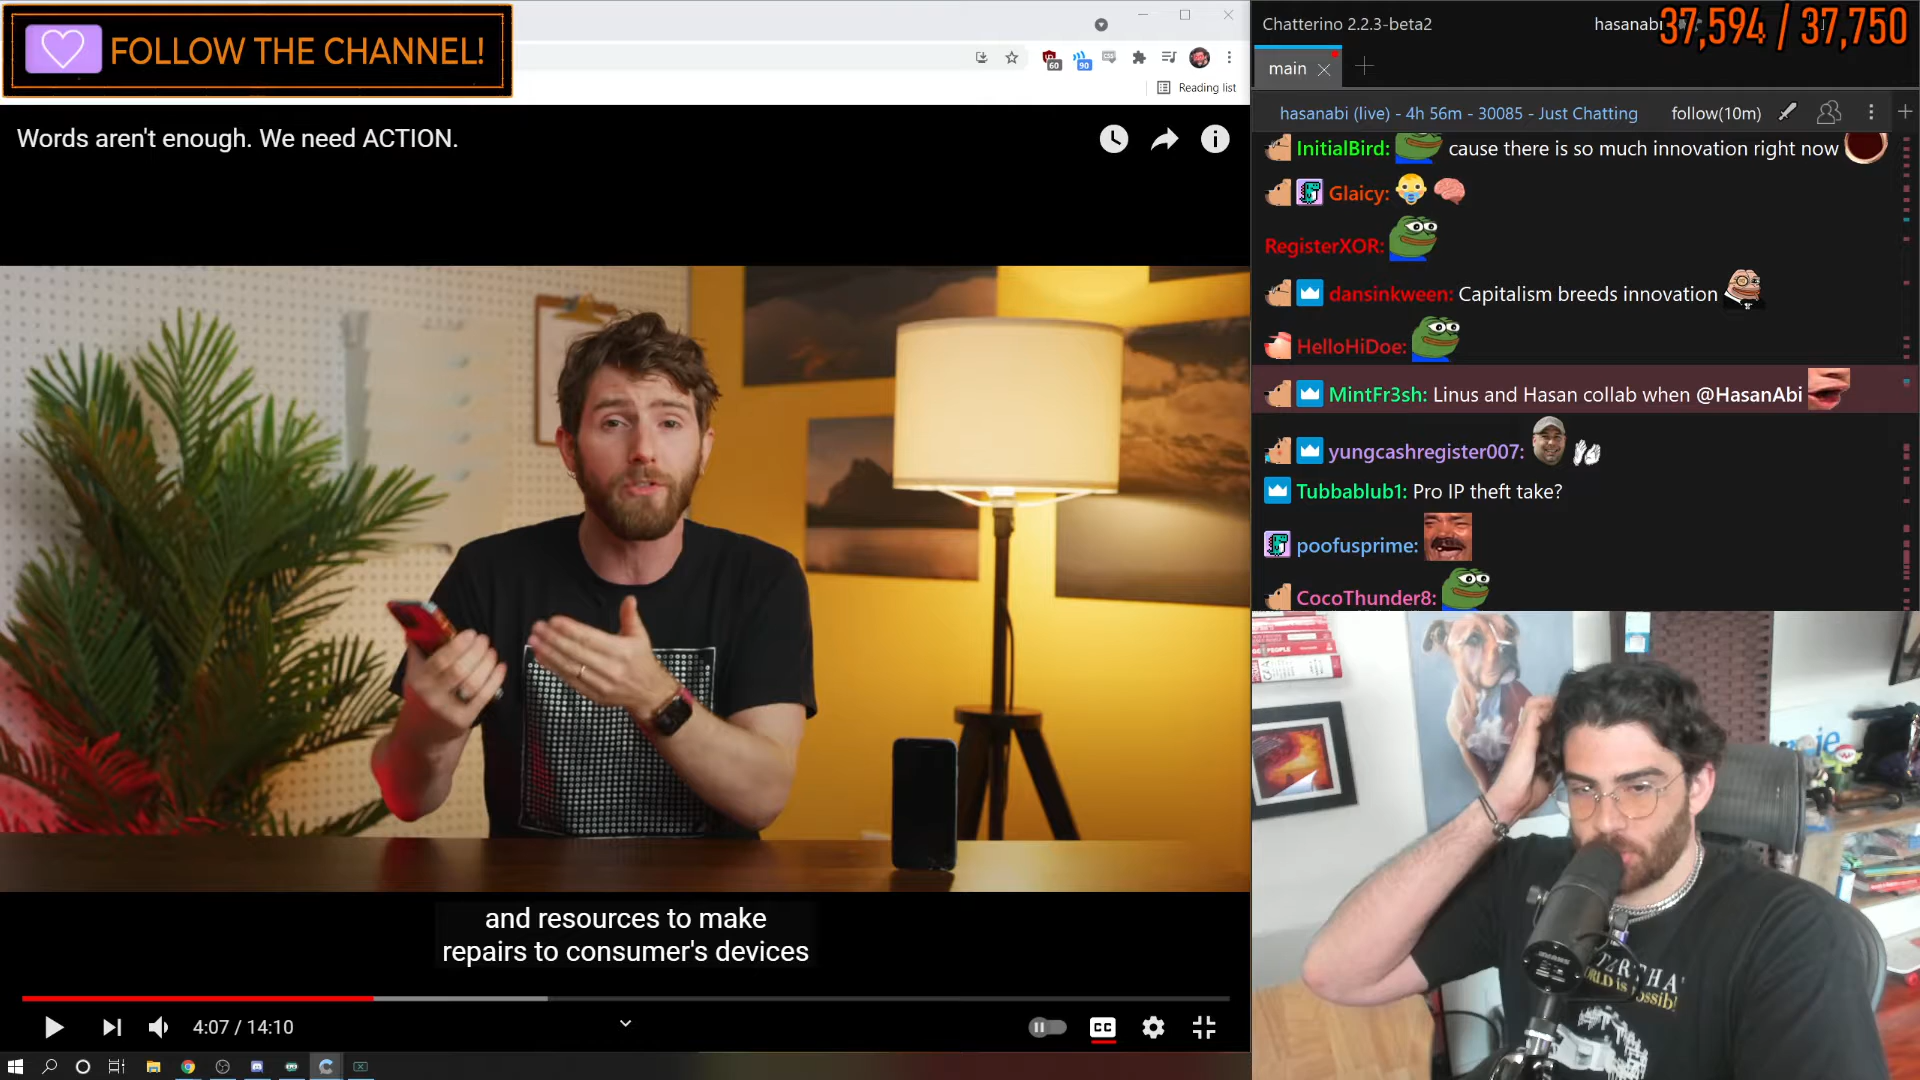 FOLLOW THE CHANNEL!
60
90
Reading list
Words aren't enough. We need ACTION.
and resources to make
repairs to consumer's devices
4:07 / 14:10
CC
Chatterino 2.2.3-beta2
hasanabi
37,594 / 37,750
main
hasanabi (live) - 4h 56m - 30085 - Just Chatting
follow(10m)
InitialBird: cause there is so much innovation right now
Glaicy:
RegisterXOR:
dansinkween: Capitalism breeds innovation
HelloHiDoe:
MintFr3sh: Linus and Hasan collab when @HasanAbi
yungcashregister007:
Tubbablub1: Pro IP theft take?
poofusprime:
CocoThunder8: